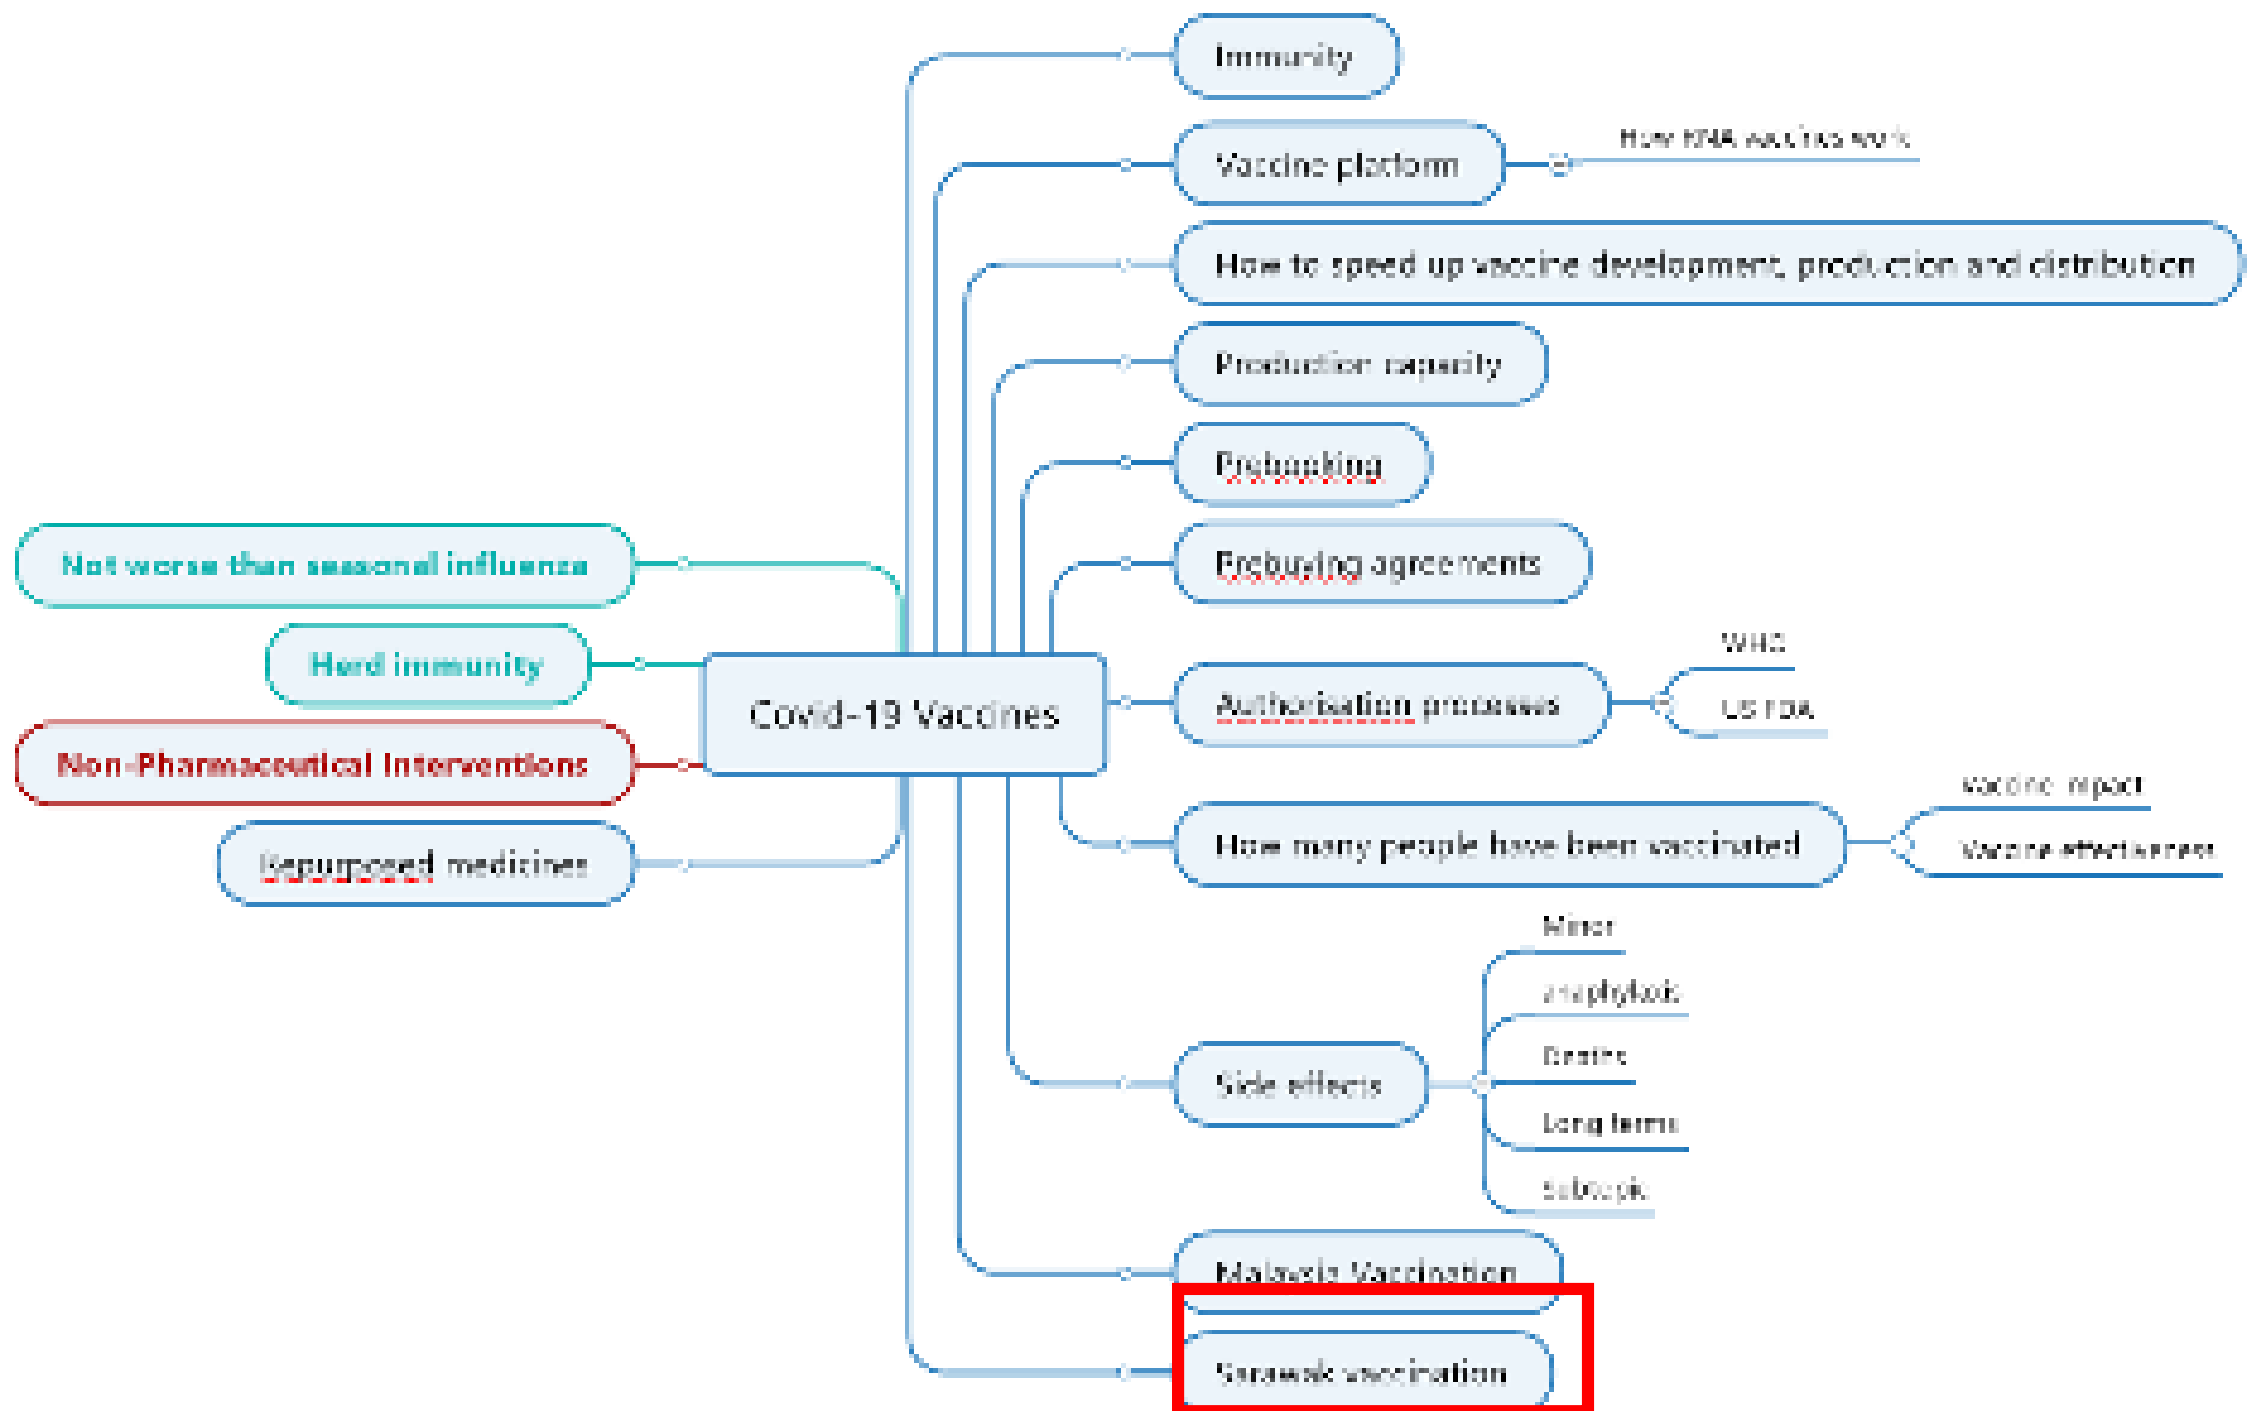 Immunity
Vaccine platform
How RNA vaccines work
How to speed up vaccine development, production and distribution
Production capacity
Prebooking
Prebuying agreements
Not worse than seasonal influenza
Herd immunity
Non-Pharmaceutical Interventions
Repurposed medicines
Covid-19 Vaccines
Authorisation processes
WHO
US FDA
How many people have been vaccinated
Vaccine impact
Vaccine effectiveness
Side effects
Minor
anaphylaxis
Deaths
Long terms
Subtopic
Malaysia Vaccination
Sarawak vaccination